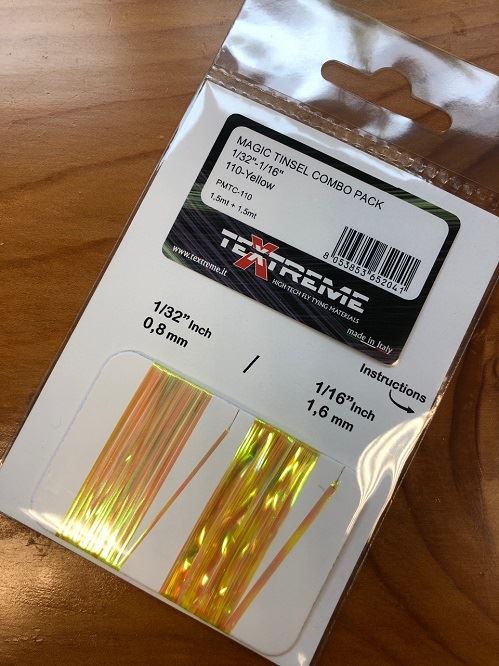 MAGIC TINSEL COMBO PACK
1/32"-1/16"
110-Yellow
PMTC-110
1,5mt + 1,5mt
8 053853 652041
TEXTREME
HIGH TECH FLY TYING MATERIALS
www.textreme.it
made in Italy
1/32" Inch
0,8 mm
/
1/16" Inch
1,6 mm
Instructions